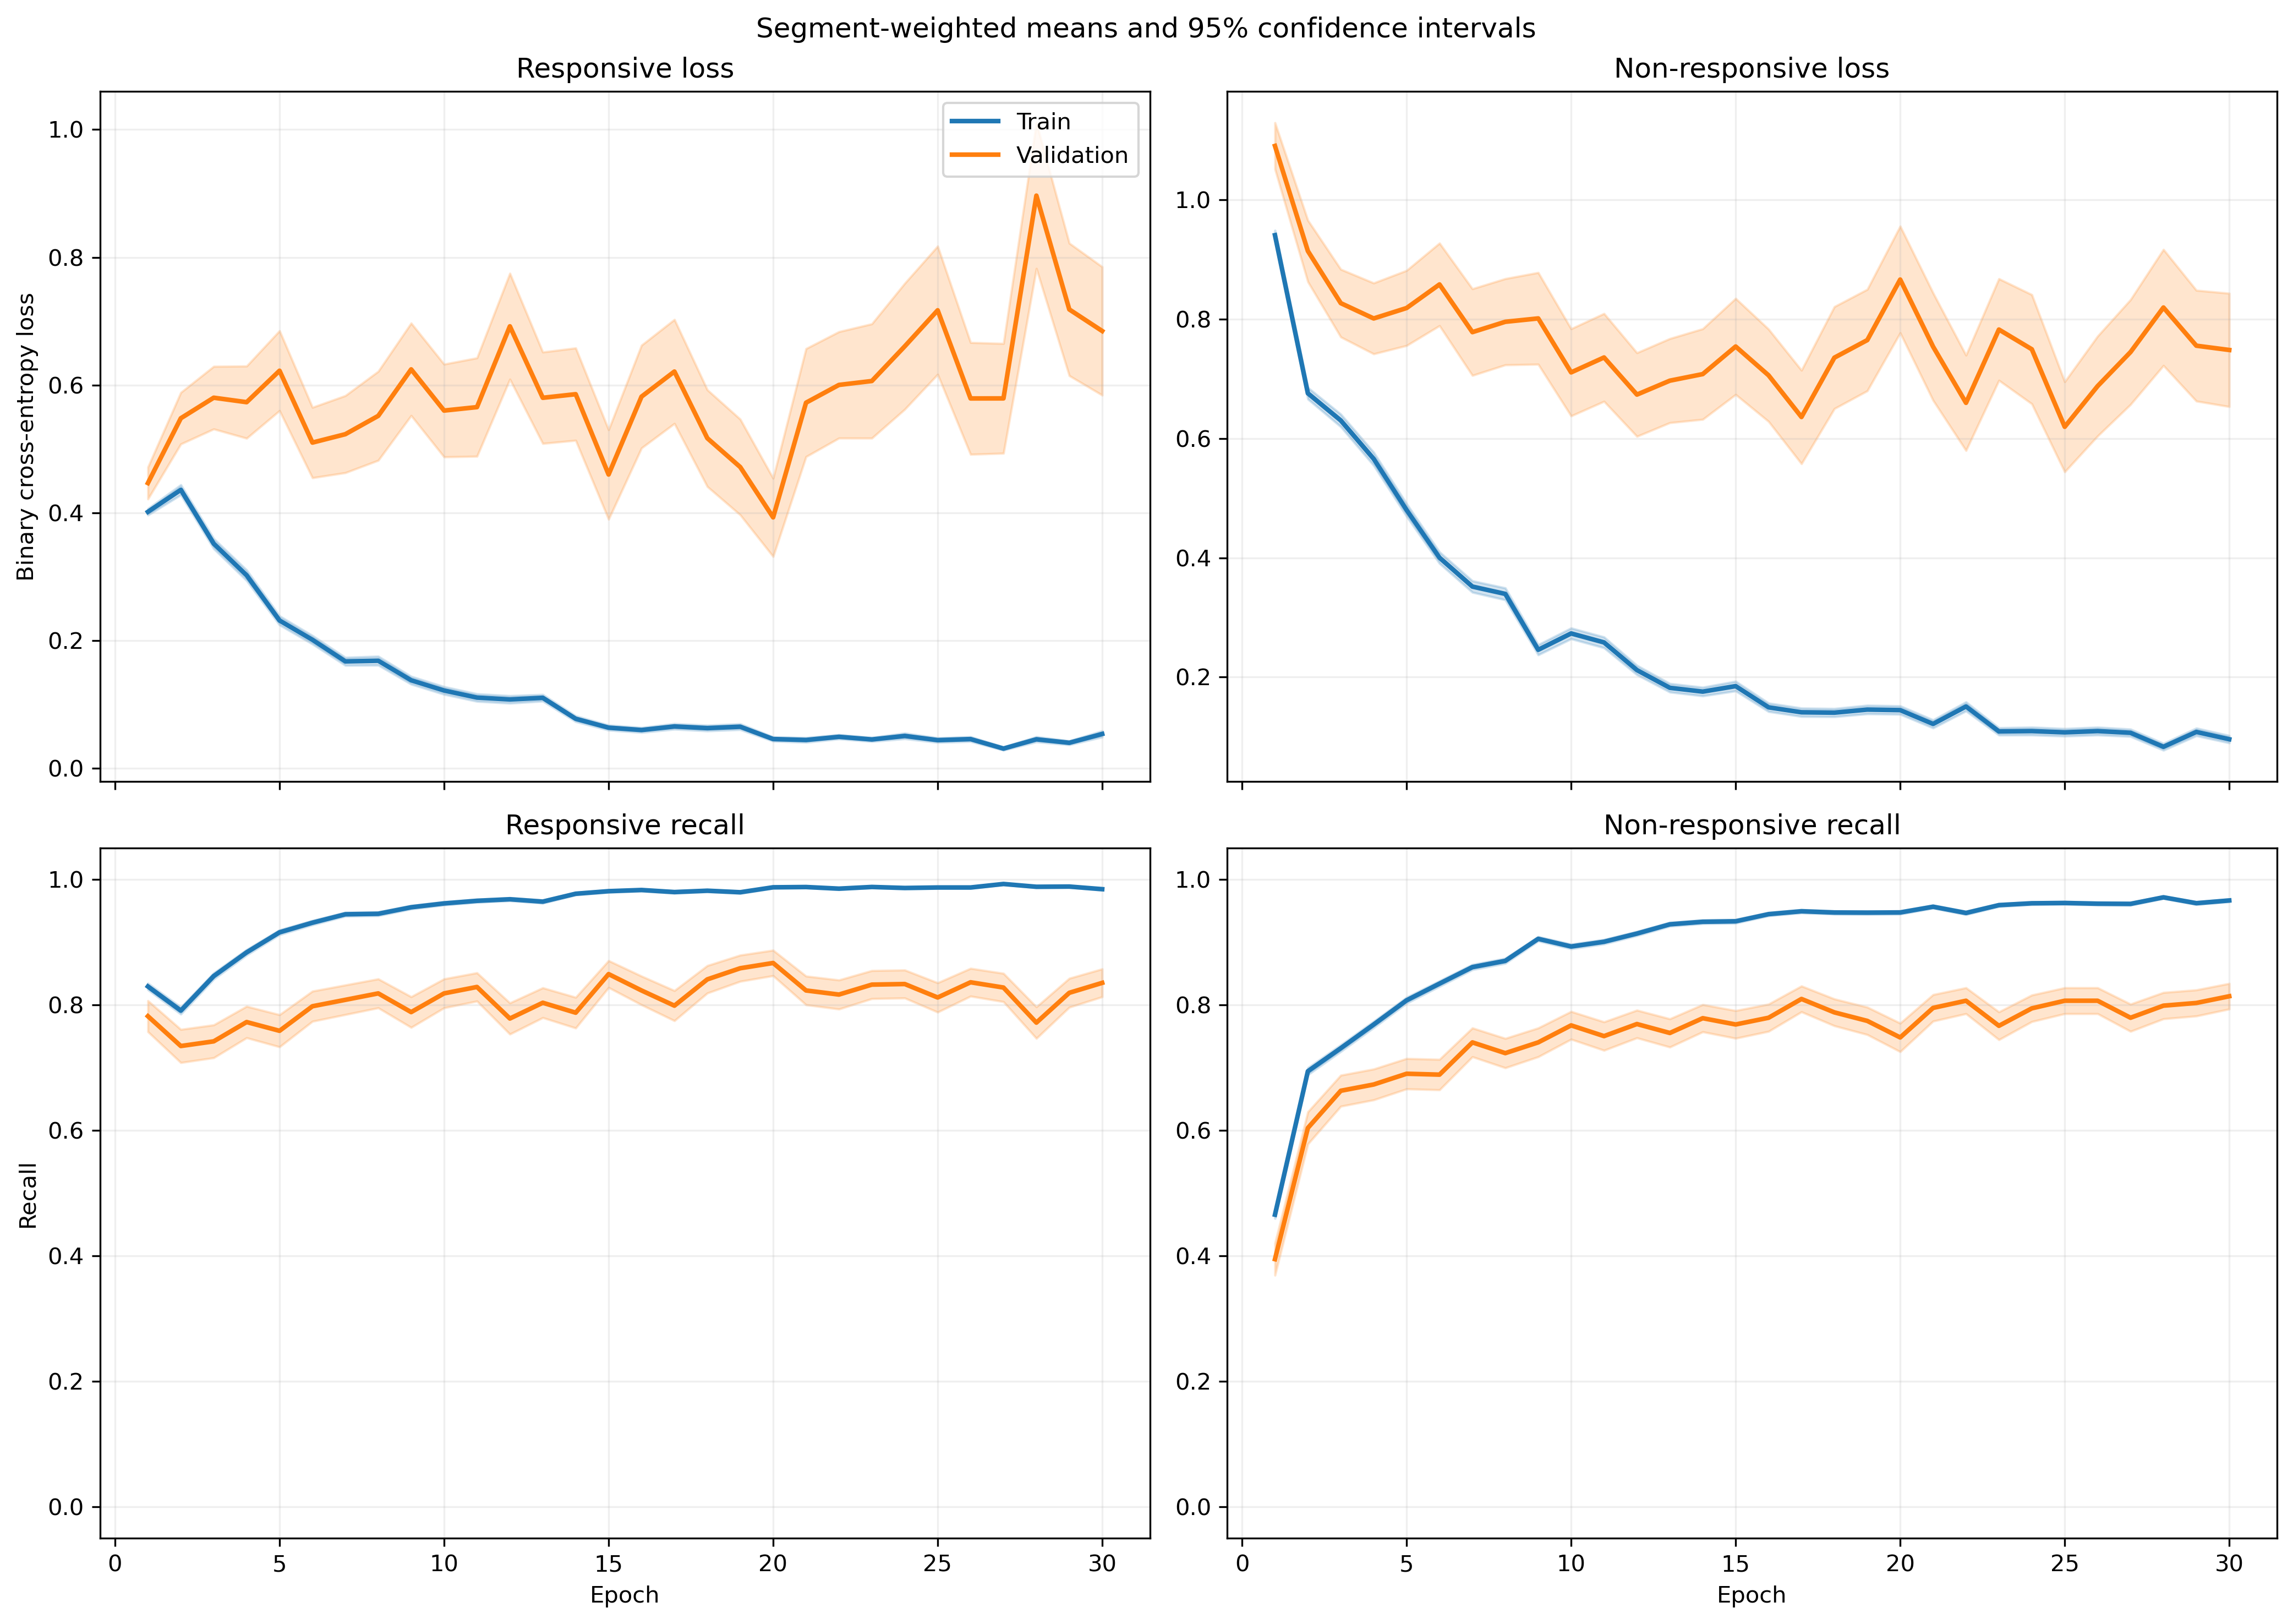 Segment-weighted means and 95% confidence intervals
Responsive loss
Non-responsive loss
Binary cross-entropy loss
1.0
0.8
0.6
0.4
0.2
0.0
Train
Validation
1.0
0.8
0.6
0.4
0.2
Responsive recall
Non-responsive recall
Recall
1.0
0.8
0.6
0.4
0.2
0.0
0 5 10 15 20 25 30
Epoch
1.0
0.8
0.6
0.4
0.2
0.0
0 5 10 15 20 25 30
Epoch